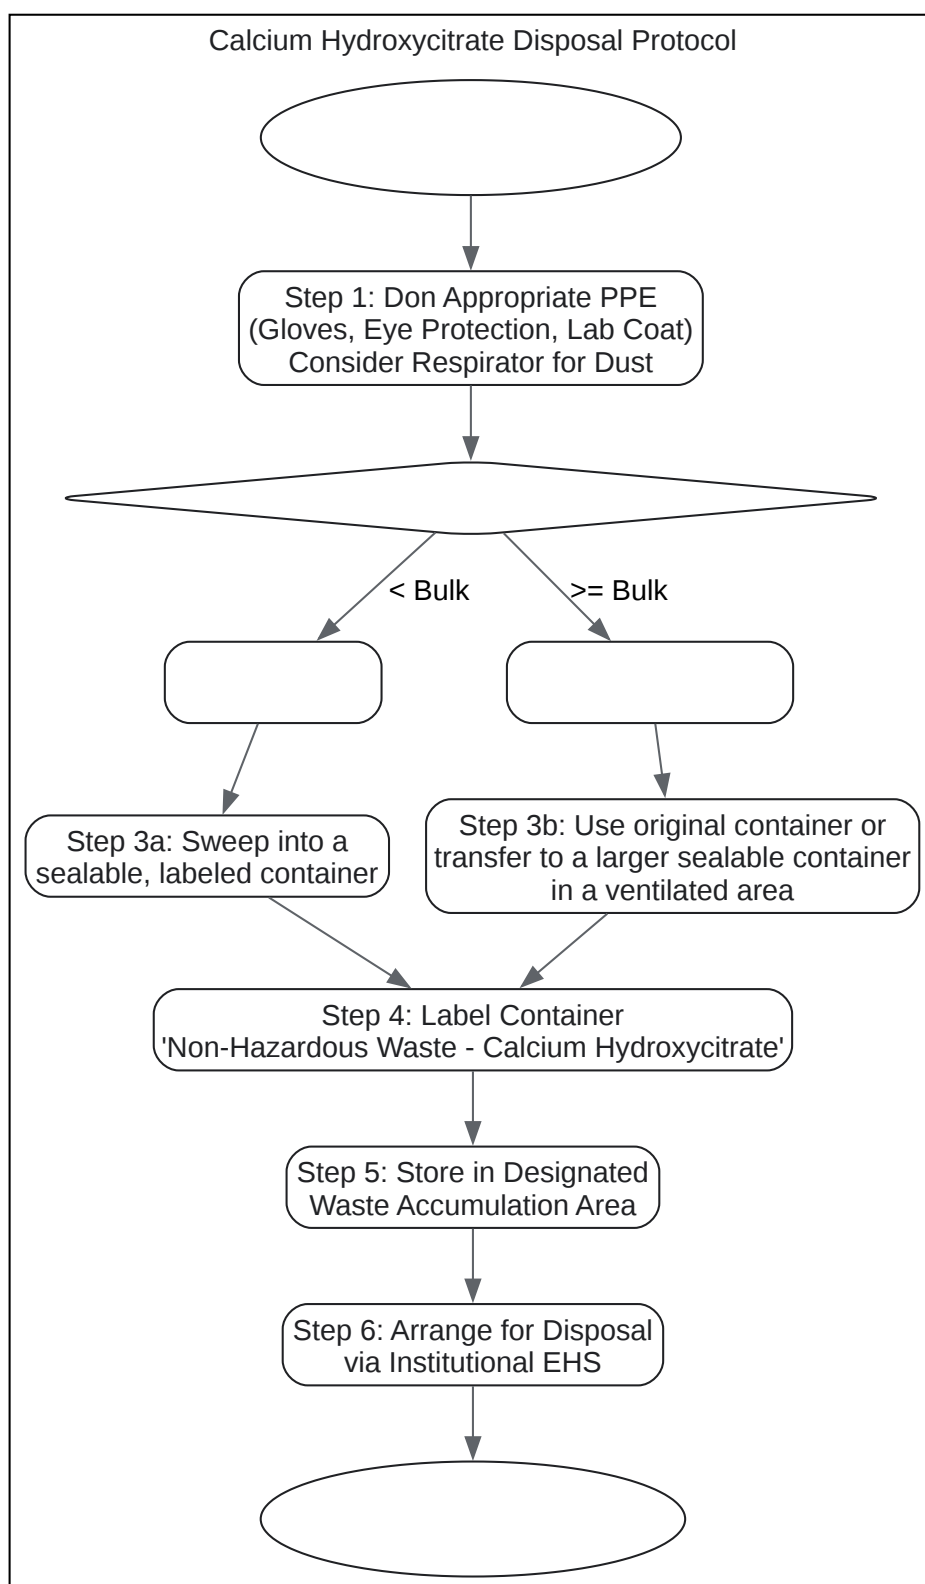 Calcium Hydroxycitrate Disposal Protocol
Step 1: Don Appropriate PPE
(Gloves, Eye Protection, Lab Coat)
Consider Respirator for Dust
< Bulk
>= Bulk
Step 3a: Sweep into a
sealable, labeled container
Step 3b: Use original container or
transfer to a larger sealable container
in a ventilated area
Step 4: Label Container
'Non-Hazardous Waste - Calcium Hydroxycitrate'
Step 5: Store in Designated
Waste Accumulation Area
Step 6: Arrange for Disposal
via Institutional EHS